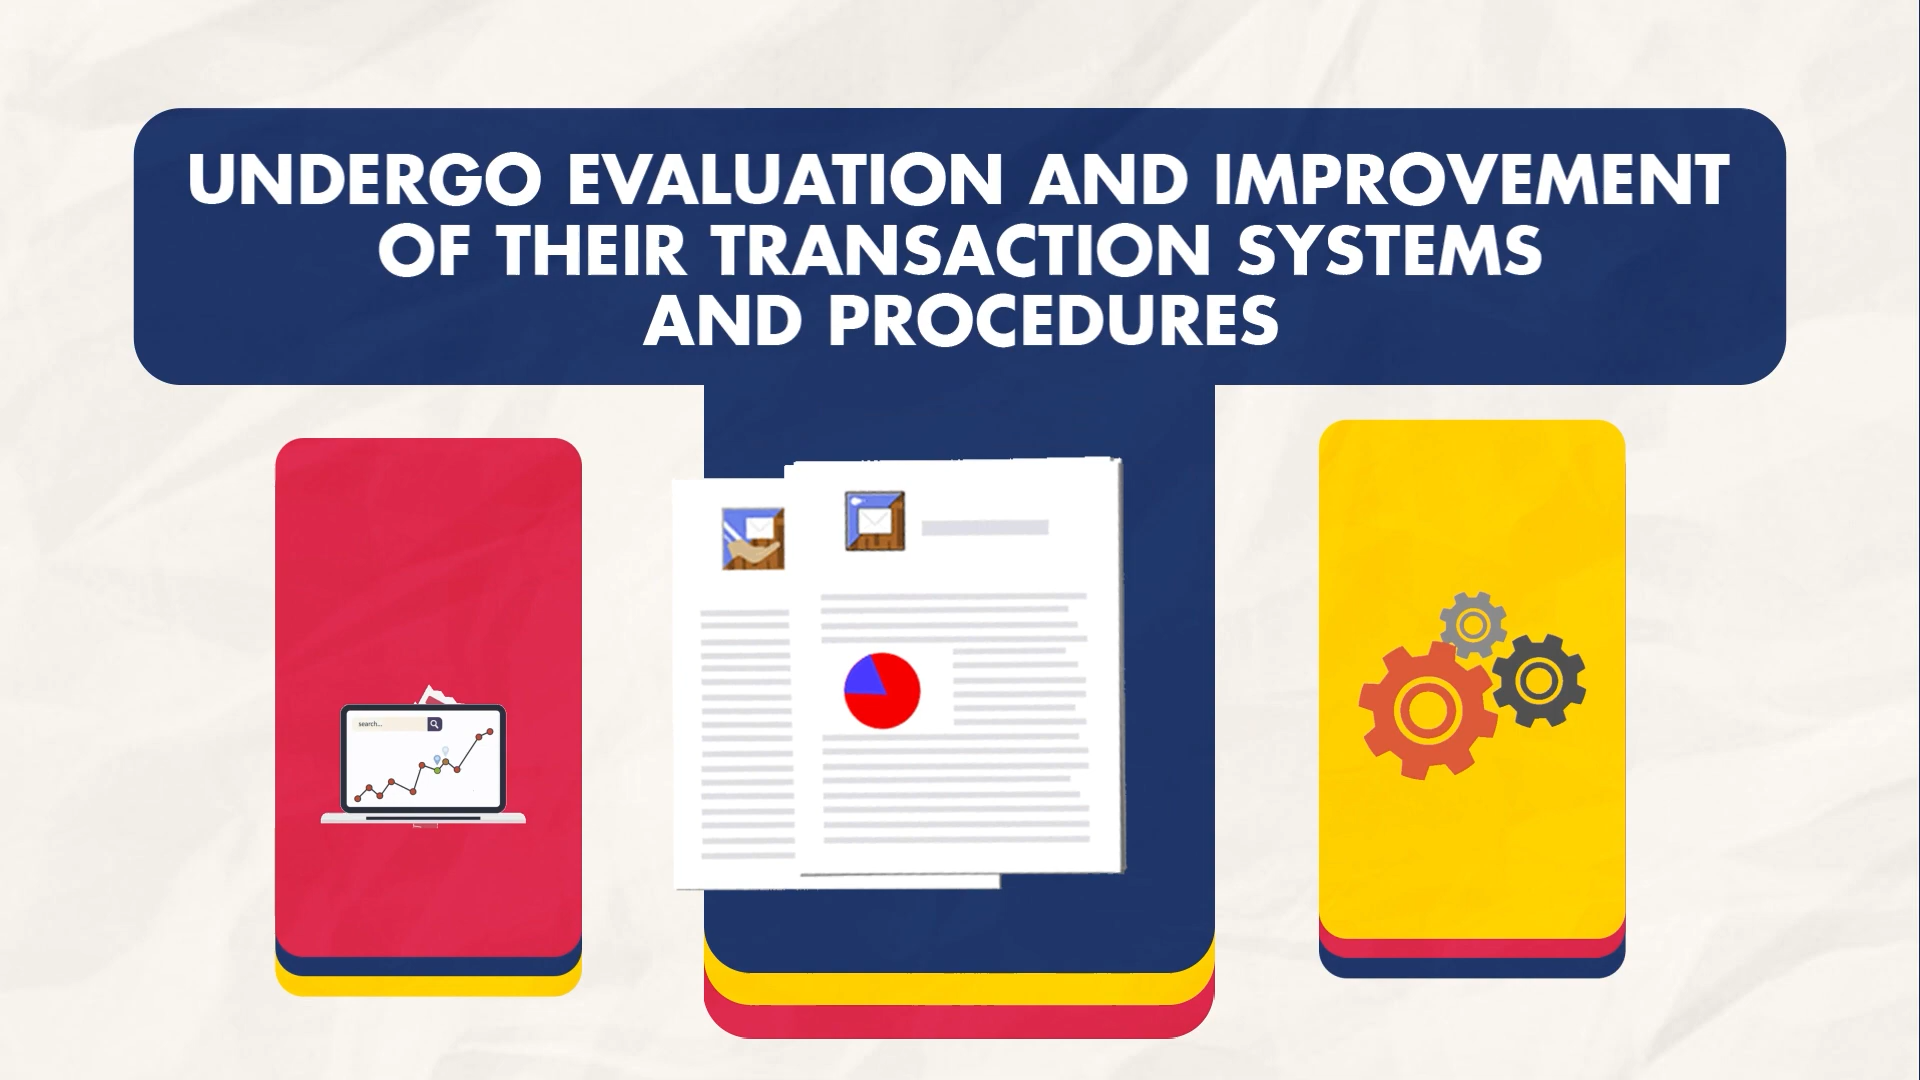 UNDERGO EVALUATION AND IMPROVEMENT
OF THEIR TRANSACTION SYSTEMS
AND PROCEDURES
search...